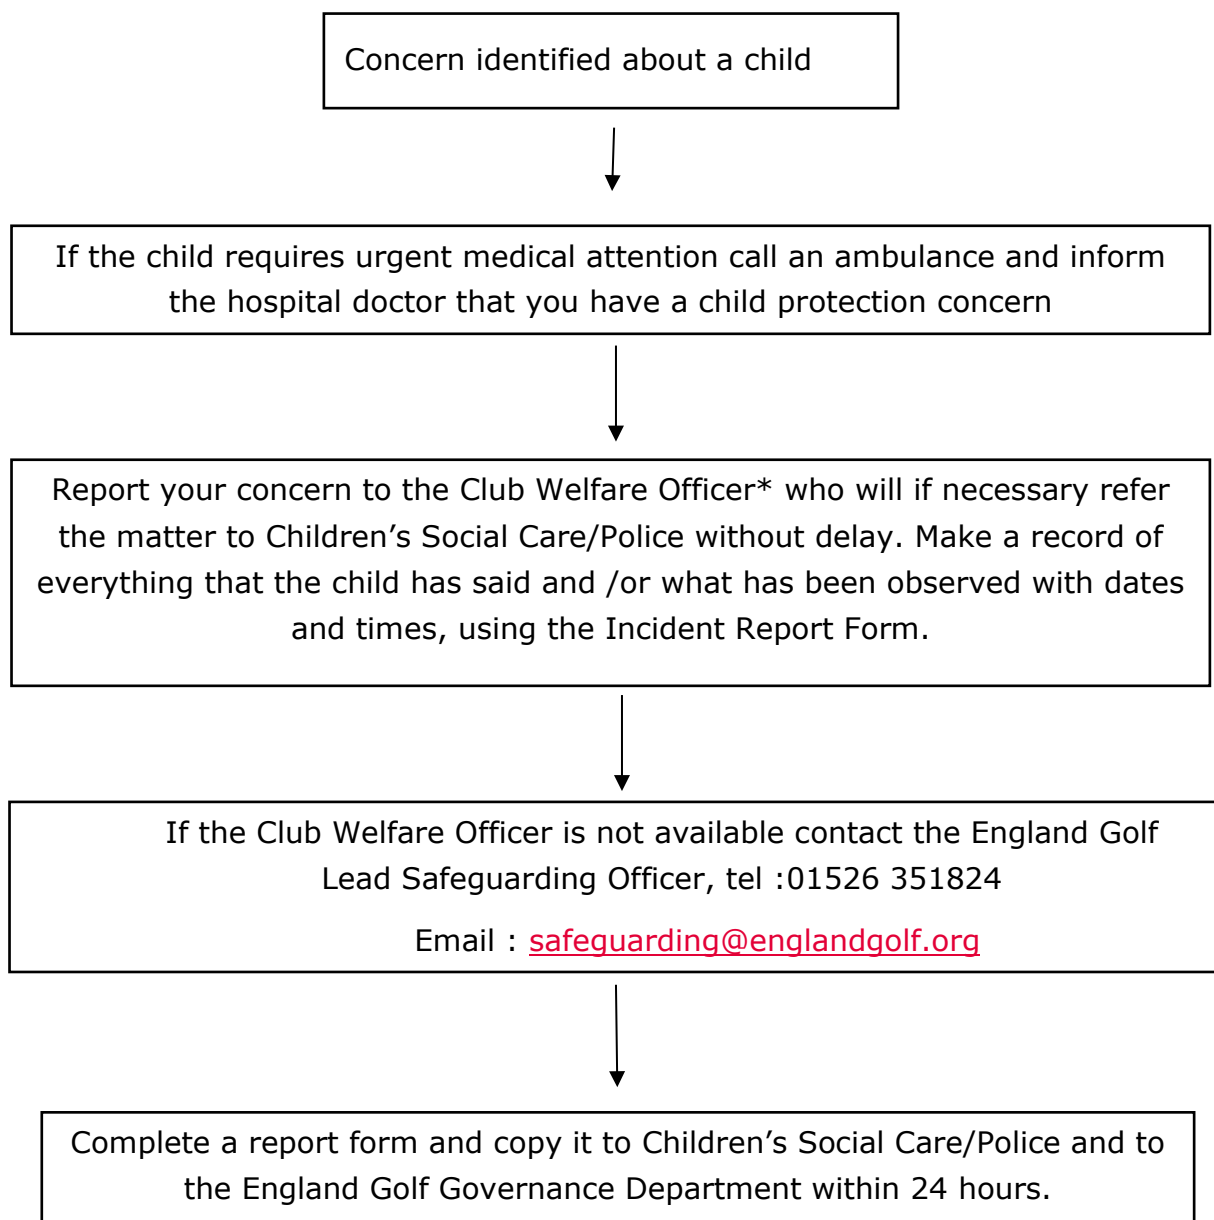 Concern identified about a child
If the child requires urgent medical attention call an ambulance and inform
the hospital doctor that you have a child protection concern
Report your concern to the Club Welfare Officer* who will if necessary refer
the matter to Children’s Social Care/Police without delay. Make a record of
everything that the child has said and /or what has been observed with dates
and times, using the Incident Report Form.
If the Club Welfare Officer is not available contact the England Golf
Lead Safeguarding Officer, tel :01526 351824
Email : safeguarding@englandgolf.org
Complete a report form and copy it to Children’s Social Care/Police and to
the England Golf Governance Department within 24 hours.